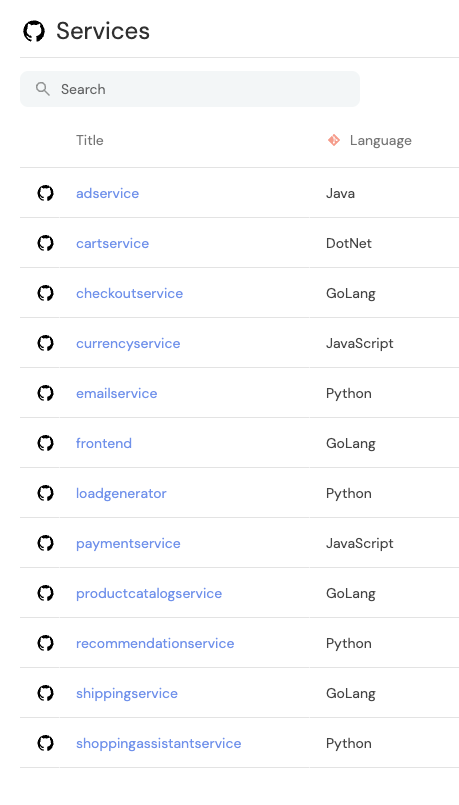 Services
Search
Title Language
adservice Java
cartservice DotNet
checkoutservice GoLang
currencyservice JavaScript
emailservice Python
frontend GoLang
loadgenerator Python
paymentservice JavaScript
productcatalogservice GoLang
recommendationservice Python
shippingservice GoLang
shoppingassistantservice Python